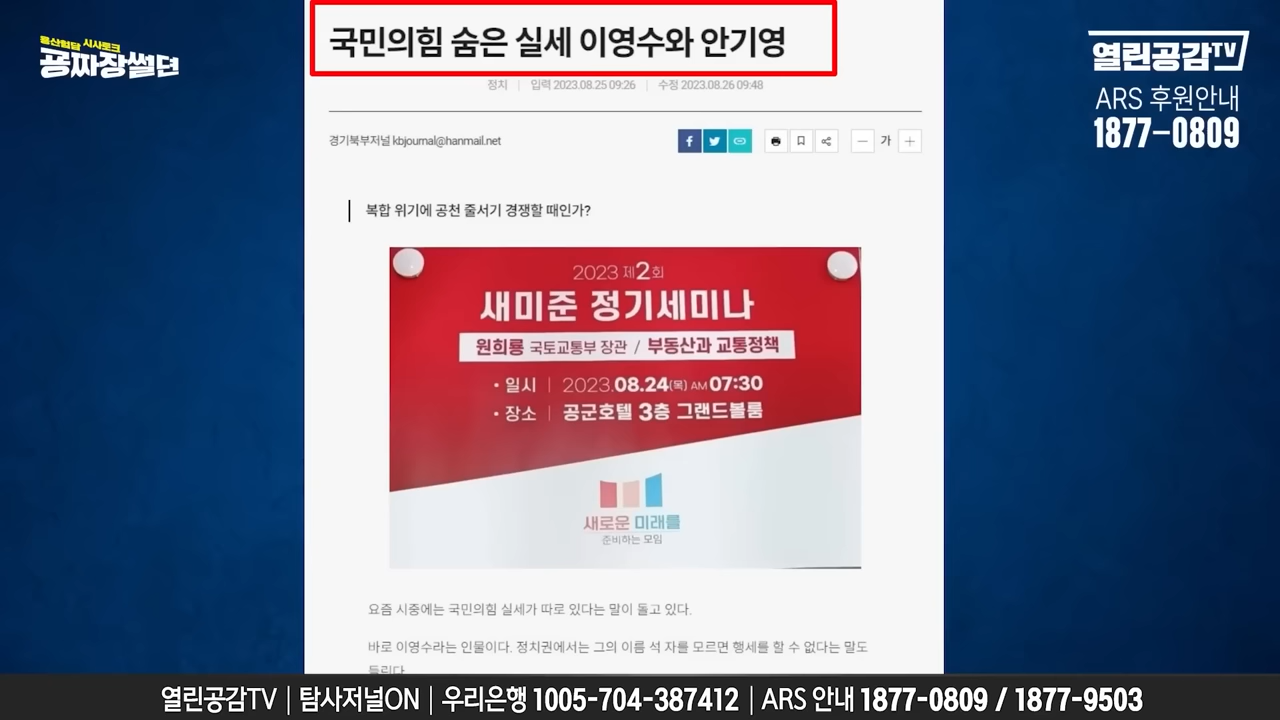 용산협담 시사토크
공짜장썰뎐
국민의힘 숨은 실세 이영수와 안기영
열린공감TV
ARS 후원안내
1877-0809
정치 | 입력 2023.08.25 09:26 | 수정 2023.08.26 09:48
경기북부저널 kbjournal@hanmail.net
가
복합 위기에 공천 줄서기 경쟁할 때인가?
2023 제2회
새미준 정기세미나
원희룡 국토교통부 장관 / 부동산과 교통정책
• 일시 | 2023.08.24(목) AM 07:30
• 장소 | 공군호텔 3층 그랜드볼룸
새로운 미래를
준비하는 모임
요즘 시중에는 국민의힘 실세가 따로 있다는 말이 돌고 있다.
바로 이영수라는 인물이다. 정치권에서는 그의 이름 석 자를 모르면 행세를 할 수 없다는 말도
들린다.
열린공감TV | 탐사저널ON | 우리은행 1005-704-387412 | ARS 안내 1877-0809 / 1877-9503